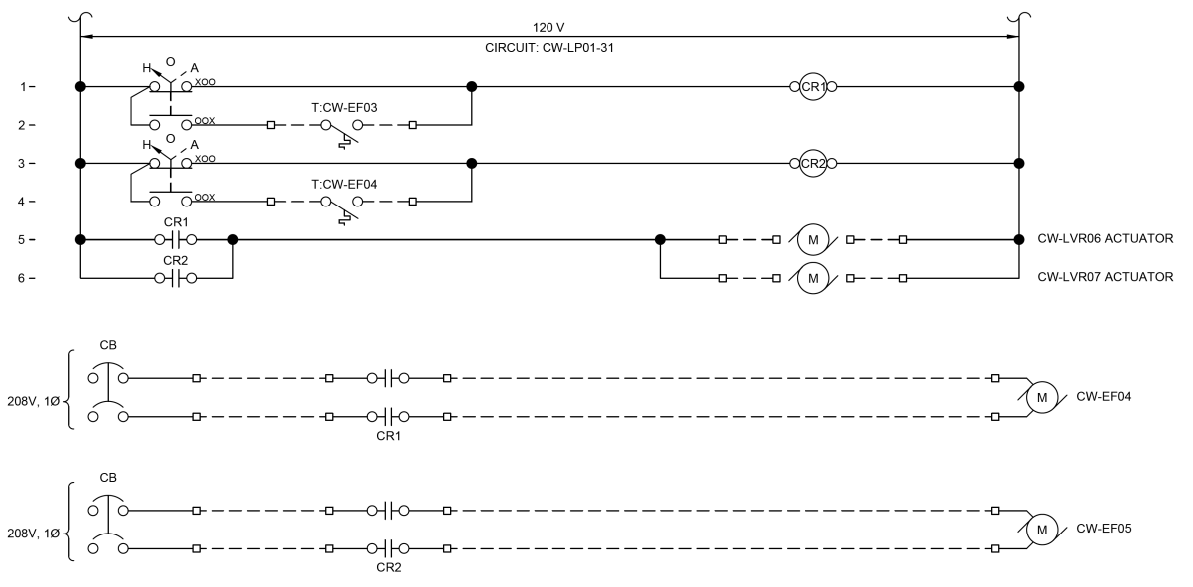 120 V
CIRCUIT: CW-LP01-31
H O A
1 - XOO CR1
T:CW-EF03
2 - OOX
H O A
3 - XOO CR2
T:CW-EF04
4 - OOX
CR1
5 - M CW-LVR06 ACTUATOR
CR2
6 - M CW-LVR07 ACTUATOR
CB
208V, 1Ø M CW-EF04
CR1
CB
208V, 1Ø M CW-EF05
CR2